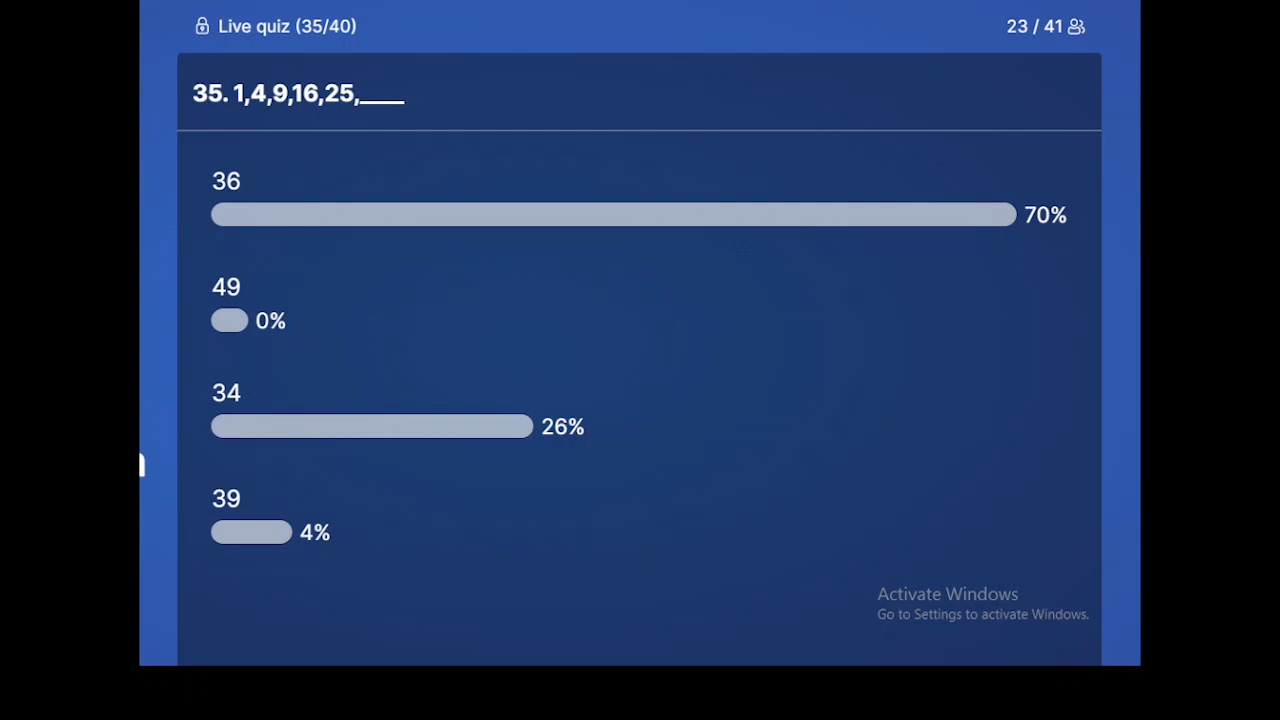 Live quiz (35/40)
23 / 41
35. 1,4,9,16,25,____
36
70%
49
0%
34
26%
39
4%
Activate Windows
Go to Settings to activate Windows.